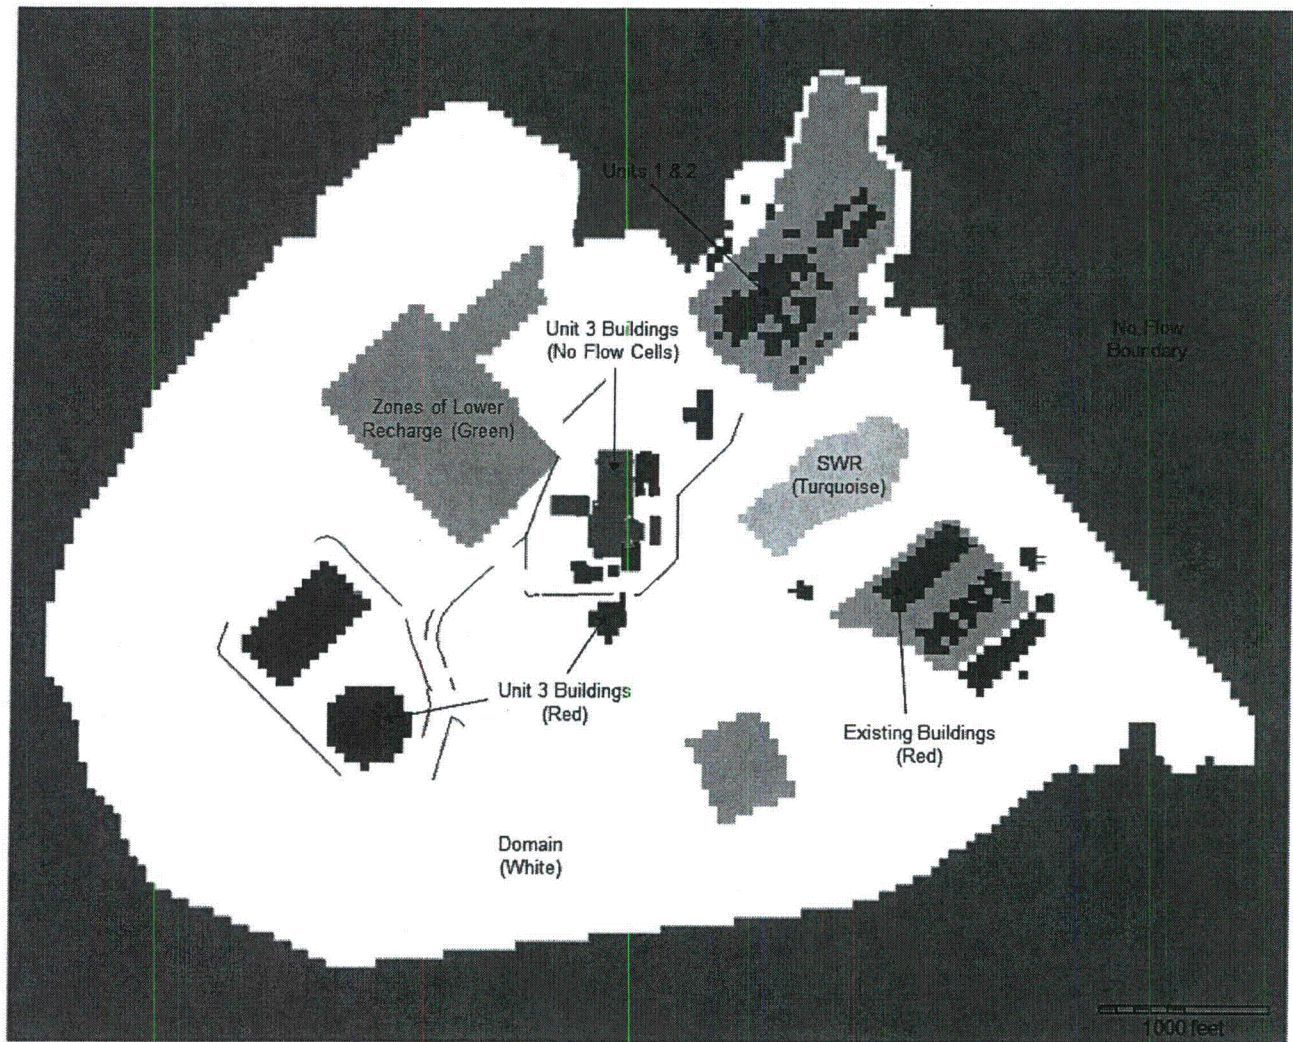 Units 1 & 2
Unit 3 Buildings
(No Flow Cells)
No Flow
Boundary
Zones of Lower
Recharge (Green)
SWR
(Turquoise)
Unit 3 Buildings
(Red)
Existing Buildings
(Red)
Domain
(White)
1000 feet